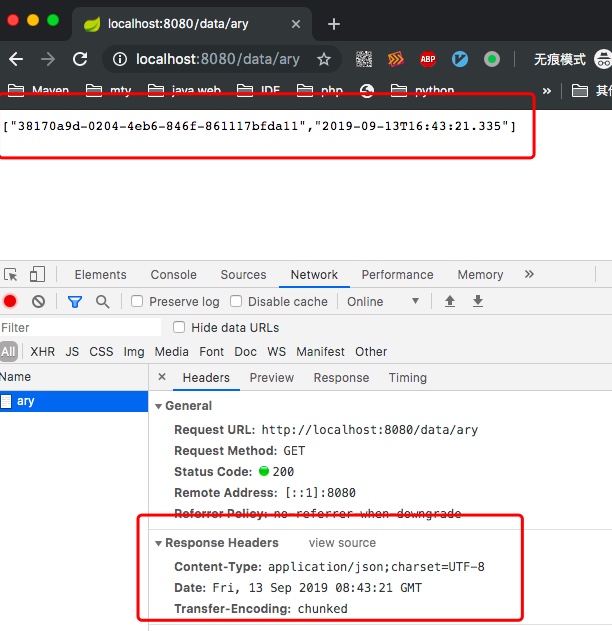 localhost:8080/data/ary
localhost:8080/data/ary ABP 无痕模式
Maven mty java web IDE php python » 其
["38170a9d-0204-4eb6-846f-861117bfda11","2019-09-13T16:43:21.335"]
Elements Console Sources Network Performance Memory »
Preserve log Disable cache Online
Filter Hide data URLs
All XHR JS CSS Img Media Font Doc WS Manifest Other
Name × Headers Preview Response Timing
ary
General
Request URL: http://localhost:8080/data/ary
Request Method: GET
Status Code: 200
Remote Address: [::1]:8080
Referrer Policy: no-referrer-when-downgrade
Response Headers view source
Content-Type: application/json;charset=UTF-8
Date: Fri, 13 Sep 2019 08:43:21 GMT
Transfer-Encoding: chunked